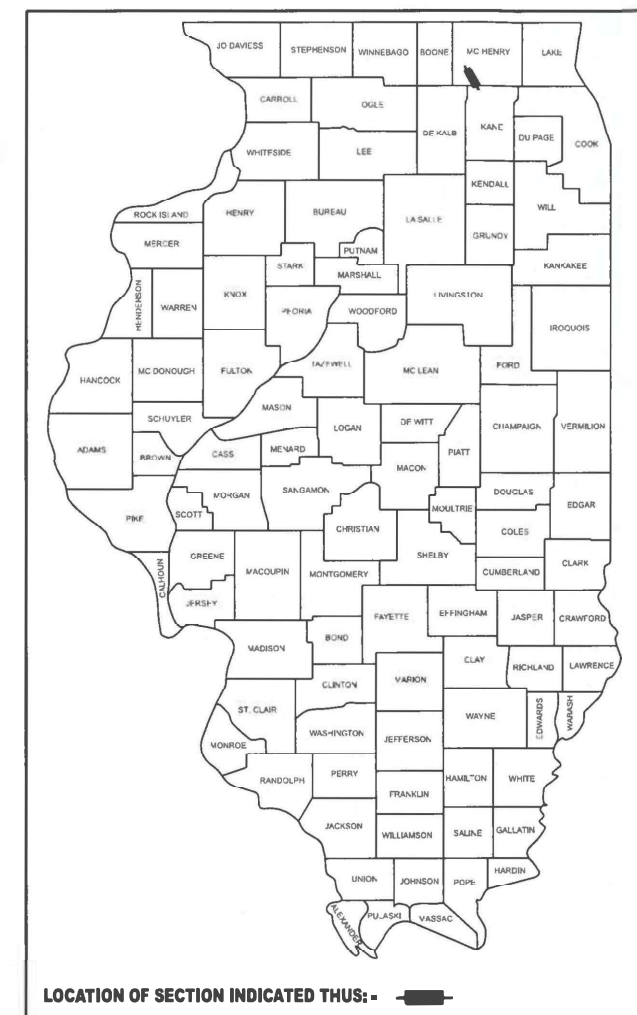 JO DAVIESS STEPHENSON WINNEBAGO BOONE MC HENRY LAKE
CARROLL OGLE DE KALB KANE DU PAGE COOK
WHITESIDE LEE
KENDALL
ROCK ISLAND HENRY BUREAU LA SALLE WILL
MERCER PUTNAM GRUNDY
STARK MARSHALL KANKAKEE
HENDERSON WARREN KNOX PEORIA WOODFORD LIVINGSTON IROQUOIS
HANCOCK MC DONOUGH FULTON TAZEWELL MC LEAN FORD
SCHUYLER MASON LOGAN DE WITT CHAMPAIGN VERMILION
ADAMS BROWN CASS MENARD MACON PIATT
MORGAN SANGAMON DOUGLAS EDGAR
PIKE SCOTT CHRISTIAN MOULTRIE COLES
GREENE SHELBY CLARK
CALHOUN MACOUPIN MONTGOMERY CUMBERLAND
JERSEY FAYETTE EFFINGHAM JASPER CRAWFORD
MADISON BOND
CLAY RICHLAND LAWRENCE
CLINTON MARION
ST. CLAIR WAYNE EDWARDS WABASH
WASHINGTON JEFFERSON
MONROE
RANDOLPH PERRY HAMILTON WHITE
FRANKLIN
JACKSON WILLIAMSON SALINE GALLATIN
UNION JOHNSON POPE HARDIN
ALEXANDER PULASKI MASSAC
LOCATION OF SECTION INDICATED THUS: -